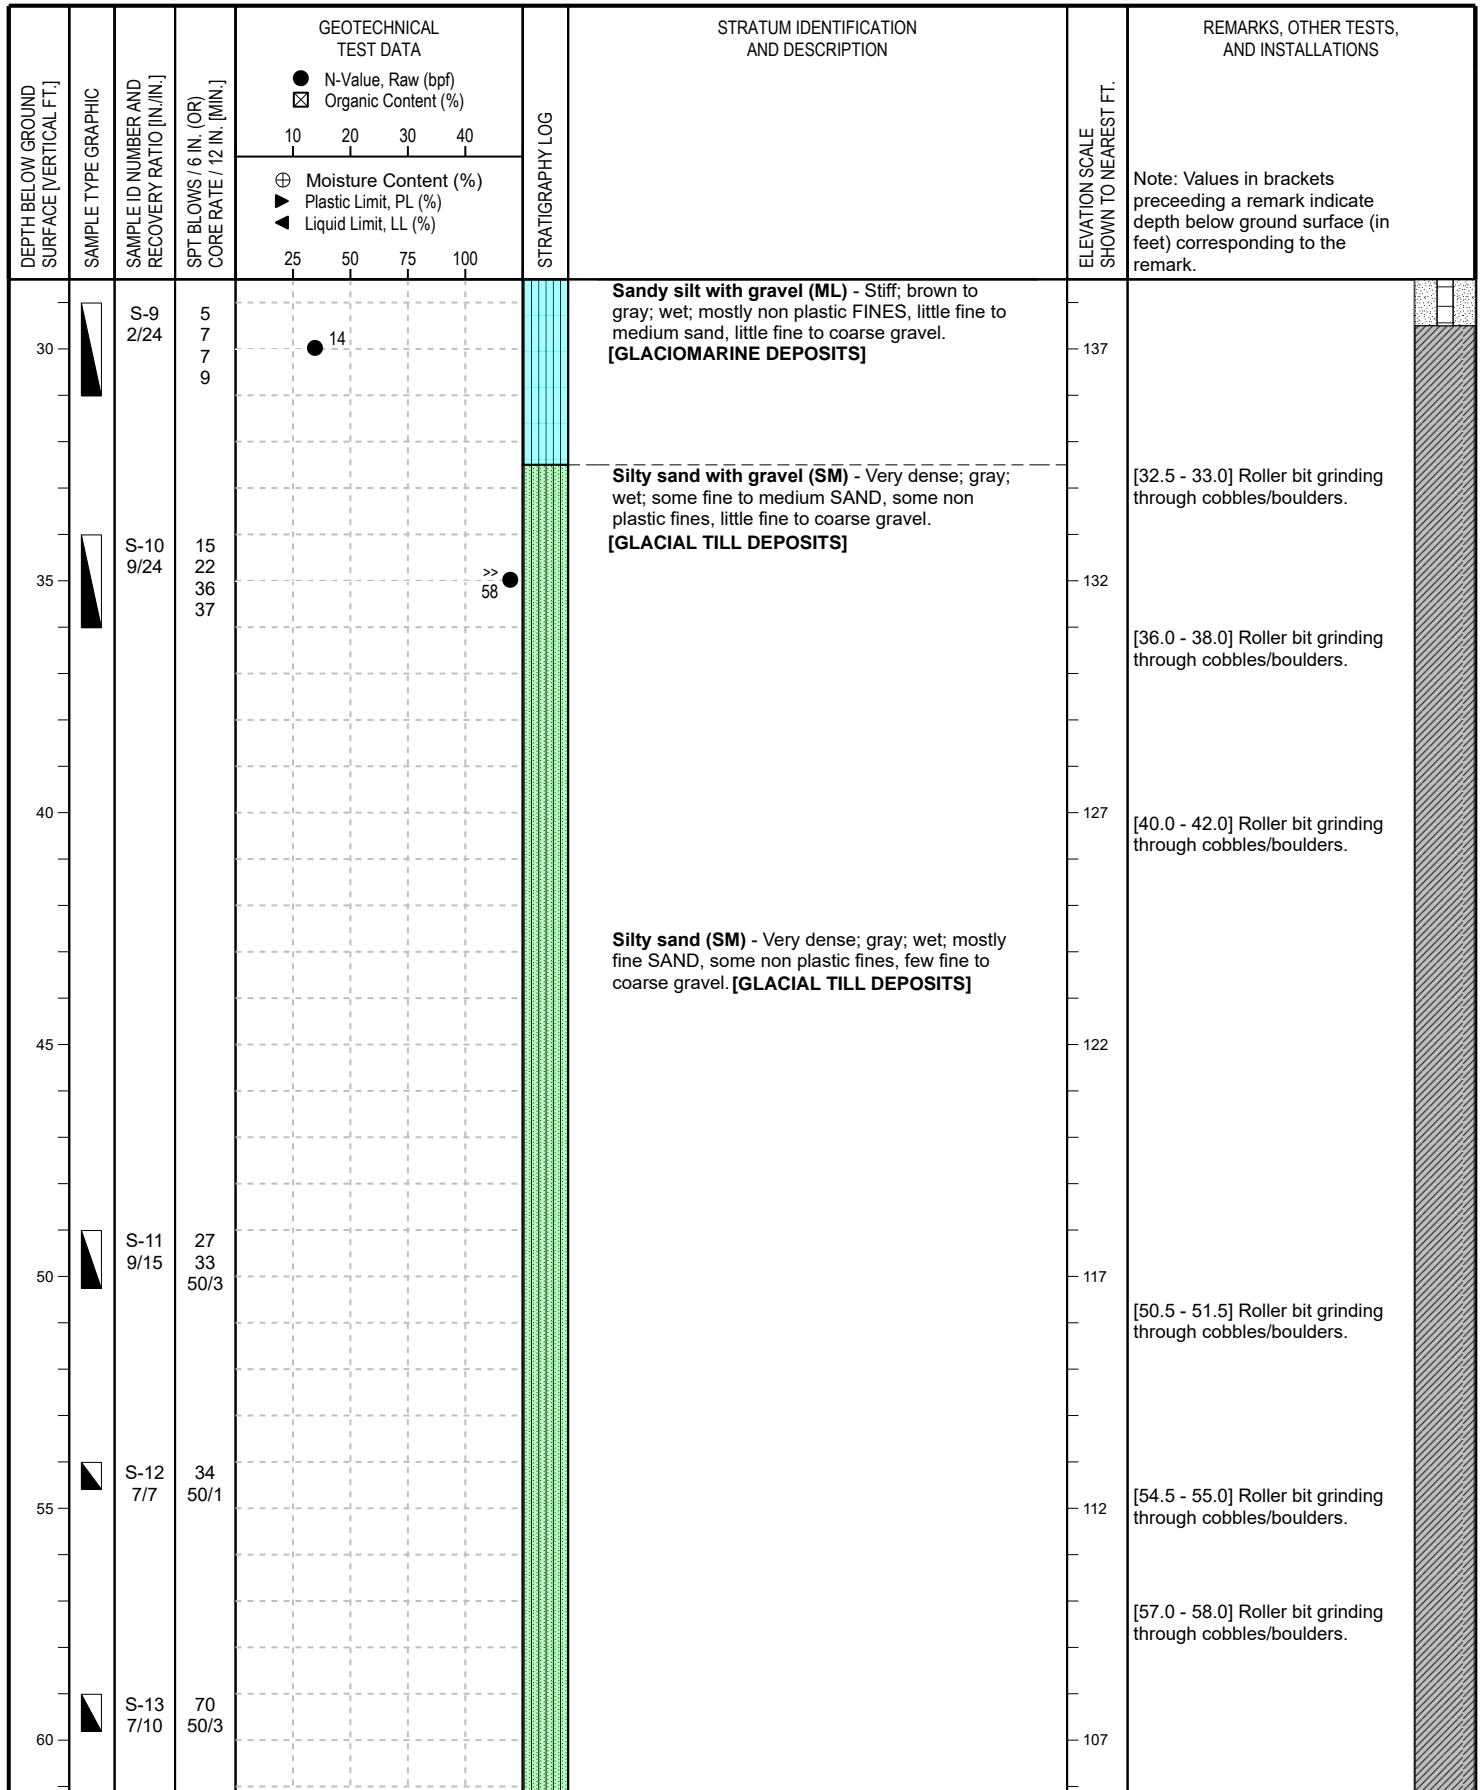 DEPTH BELOW GROUND
SURFACE [VERTICAL FT.]
SAMPLE TYPE GRAPHIC
SAMPLE ID NUMBER AND
RECOVERY RATIO [IN./IN.]
SPT BLOWS / 6 IN. (OR)
CORE RATE / 12 IN. [MIN.]
GEOTECHNICAL
TEST DATA
N-Value, Raw (bpf)
Organic Content (%)
10 20 30 40
Moisture Content (%)
Plastic Limit, PL (%)
Liquid Limit, LL (%)
25 50 75 100
STRATIGRAPHY LOG
STRATUM IDENTIFICATION
AND DESCRIPTION
ELEVATION SCALE
SHOWN TO NEAREST FT.
REMARKS, OTHER TESTS,
AND INSTALLATIONS
Note: Values in brackets
preceeding a remark indicate
depth below ground surface (in
feet) corresponding to the
remark.
30
S-9
2/24
5
7
7
9
14
Sandy silt with gravel (ML) - Stiff; brown to
gray; wet; mostly non plastic FINES, little fine to
medium sand, little fine to coarse gravel.
[GLACIOMARINE DEPOSITS]
137
Silty sand with gravel (SM) - Very dense; gray;
wet; some fine to medium SAND, some non
plastic fines, little fine to coarse gravel.
[GLACIAL TILL DEPOSITS]
[32.5 - 33.0] Roller bit grinding
through cobbles/boulders.
35
S-10
9/24
15
22
36
37
>>
58
132
[36.0 - 38.0] Roller bit grinding
through cobbles/boulders.
40
127
[40.0 - 42.0] Roller bit grinding
through cobbles/boulders.
Silty sand (SM) - Very dense; gray; wet; mostly
fine SAND, some non plastic fines, few fine to
coarse gravel. [GLACIAL TILL DEPOSITS]
45
122
S-11
9/15
27
33
50/3
50
117
[50.5 - 51.5] Roller bit grinding
through cobbles/boulders.
S-12
7/7
34
50/1
55
112
[54.5 - 55.0] Roller bit grinding
through cobbles/boulders.
[57.0 - 58.0] Roller bit grinding
through cobbles/boulders.
S-13
7/10
70
50/3
60
107